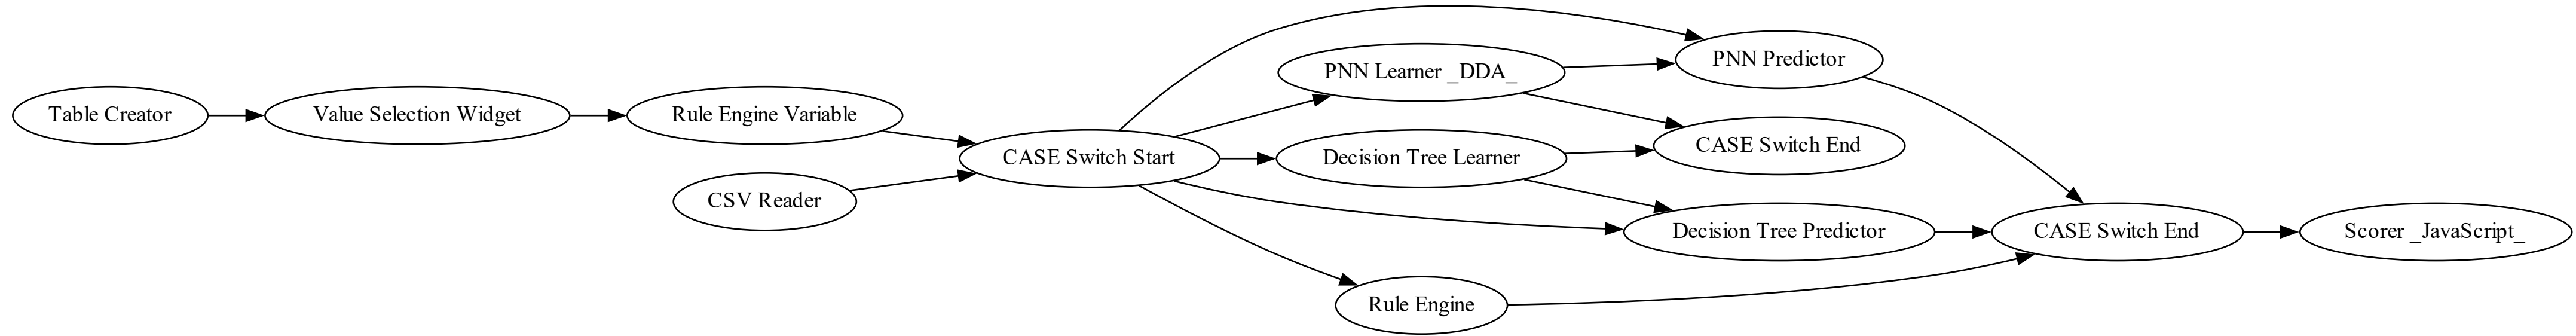 Table Creator
Value Selection Widget
Rule Engine Variable
CSV Reader
CASE Switch Start
PNN Learner _DDA_
Decision Tree Learner
Rule Engine
PNN Predictor
CASE Switch End
Decision Tree Predictor
CASE Switch End
Scorer _JavaScript_